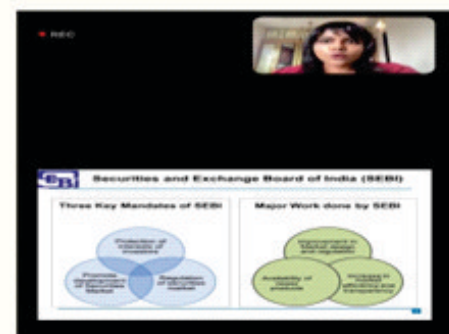 REC
SEBI
Securities and Exchange Board of India (SEBI)
Three Key Mandates of SEBI
Protection of
interests of
investors
Promote
development
of Securities
Market
Regulation
of securities
market
Major Work done by SEBI
Improvement in
Market design
and regulation
Availability of
products
Increase in
market
efficiency and
transparency